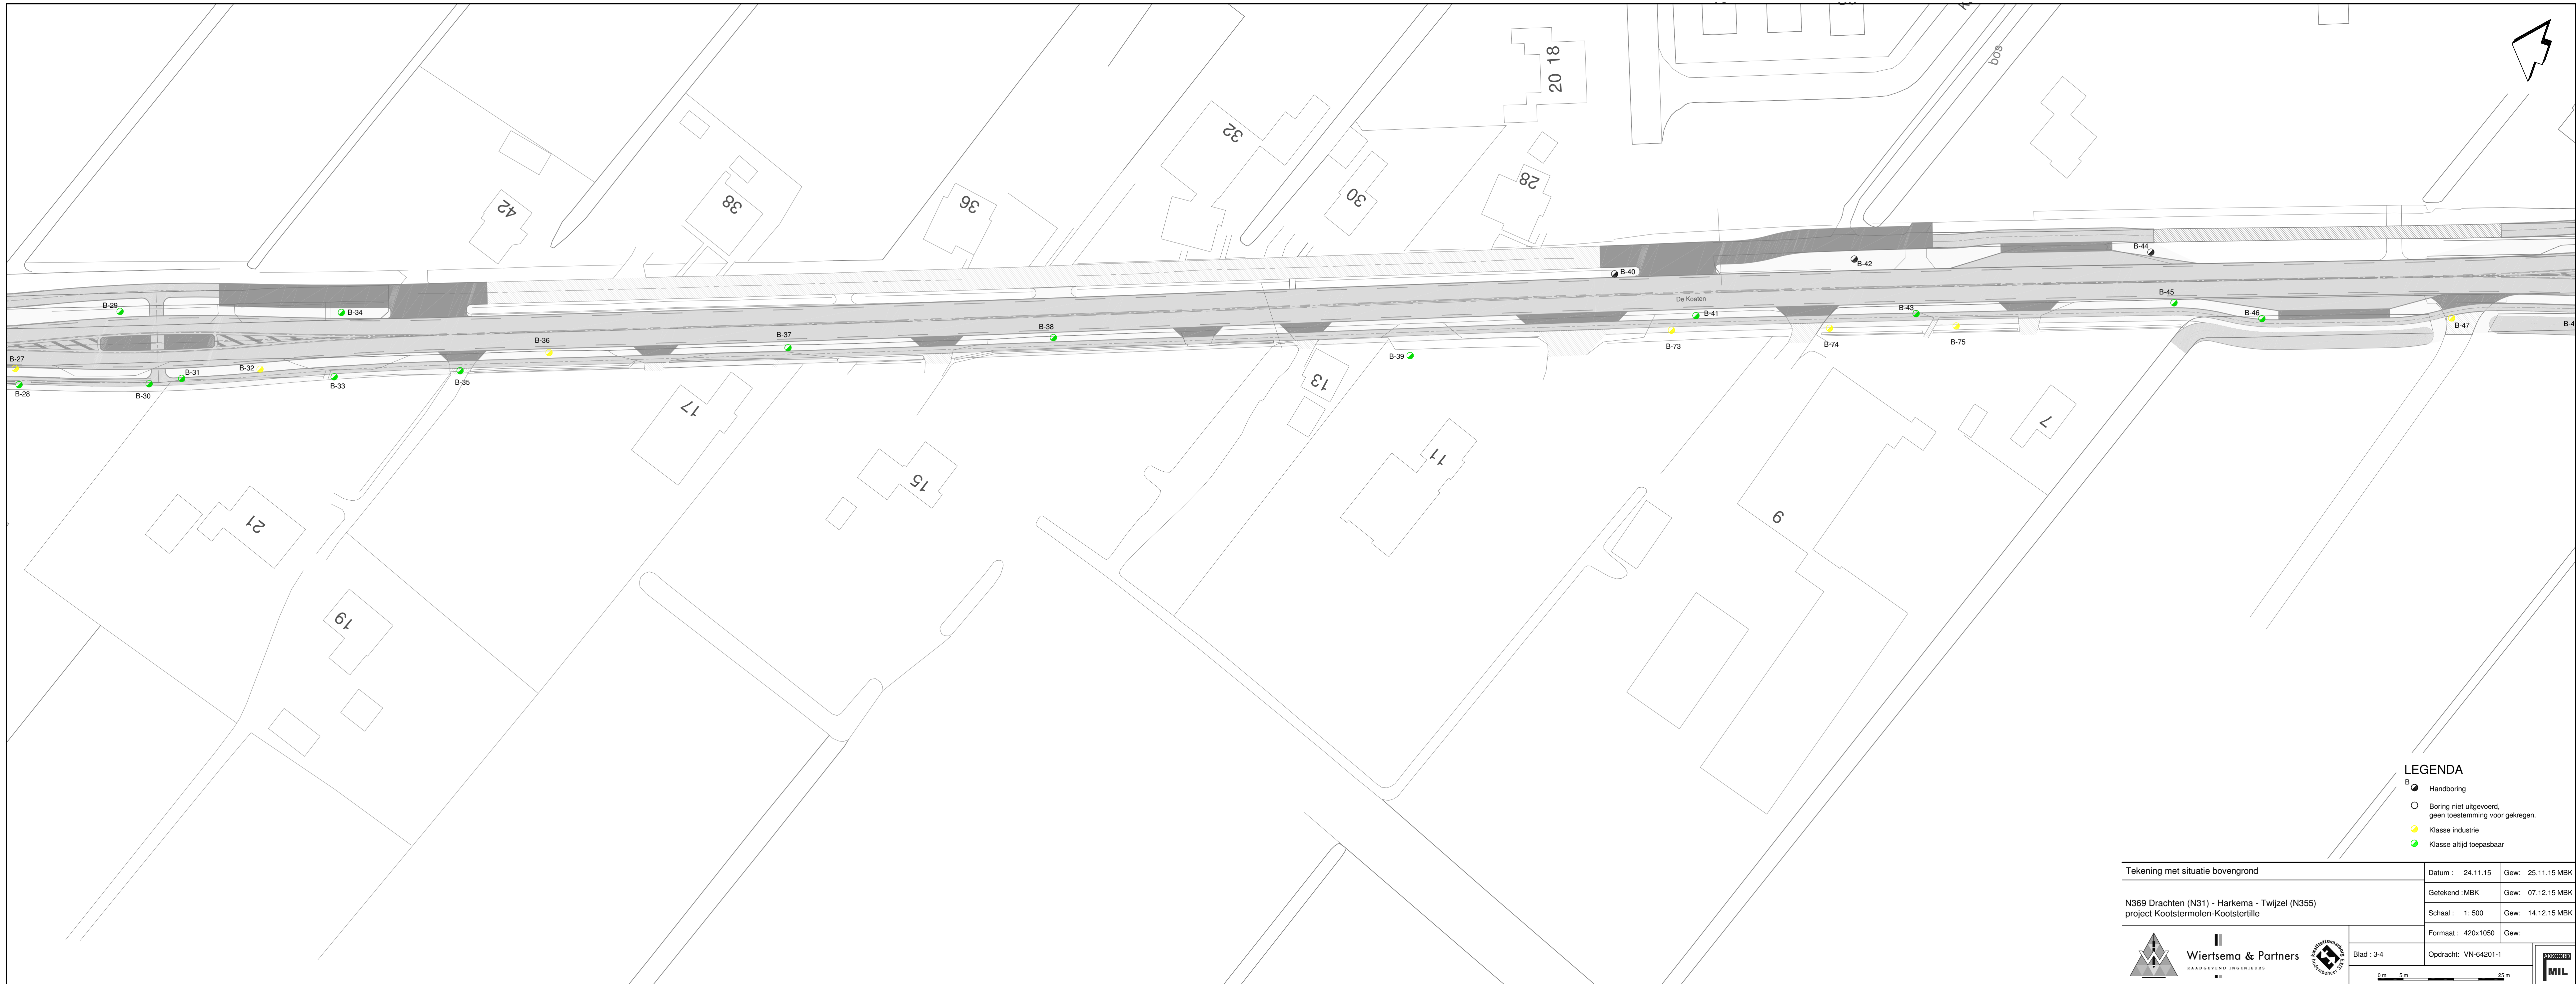 bos
20 18
32
42
38
36
30
28
B-29
B-34
B-40
B-42
B-44
De Koaten
B-45
B-46
B-47
B-43
B-41
B-38
B-37
B-36
B-27
B-28
B-30
B-31
B-32
B-33
B-35
B-39
B-73
B-74
B-75
13
17
15
11
9
7
21
19
LEGENDA
B
Handboring
Boring niet uitgevoerd,
geen toestemming voor gekregen.
Klasse industrie
Klasse altijd toepasbaar
Tekening met situatie bovengrond
N369 Drachten (N31) - Harkema - Twijzel (N355)
project Kootstermolen-Kootstertille
Datum : 24.11.15
Gew: 25.11.15 MBK
Getekend : MBK
Gew: 07.12.15 MBK
Schaal : 1: 500
Gew: 14.12.15 MBK
Formaat : 420x1050
Gew:
Blad : 3-4
Opdracht: VN-64201-1
Wiertsema & Partners
RAADGEVEND INGENIEURS
0 m 5 m 25 m
AKKOORD
MIL